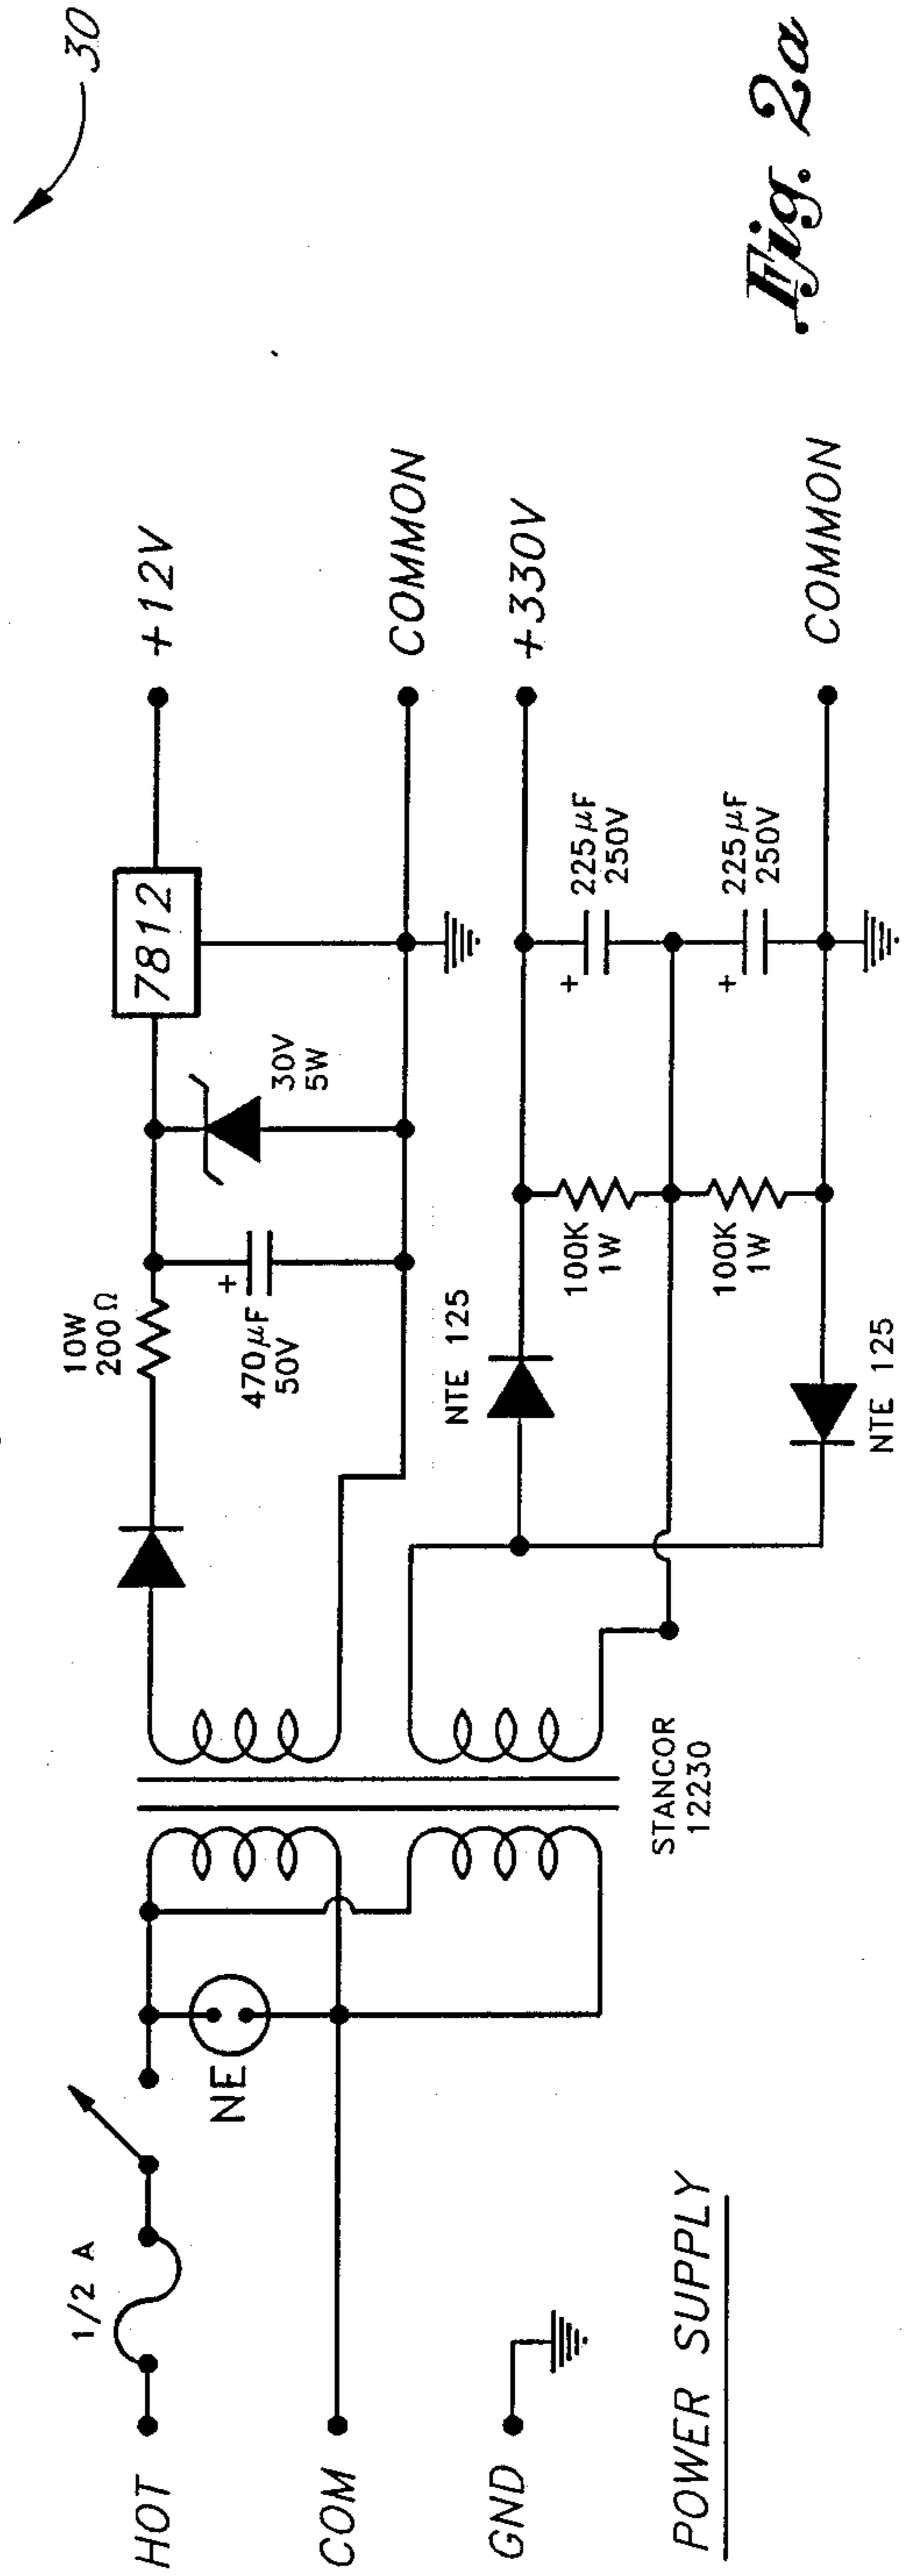 30
+12V
COMMON
+330V
COMMON
7812
30V
5W
10W
200Ω
+
470μF
50V
NTE 125
100K
1W
100K
1W
+
225μF
250V
+
225μF
250V
NTE 125
STANCOR
12230
1/2 A
NE
HOT
COM
GND
POWER SUPPLY
Fig. 2a